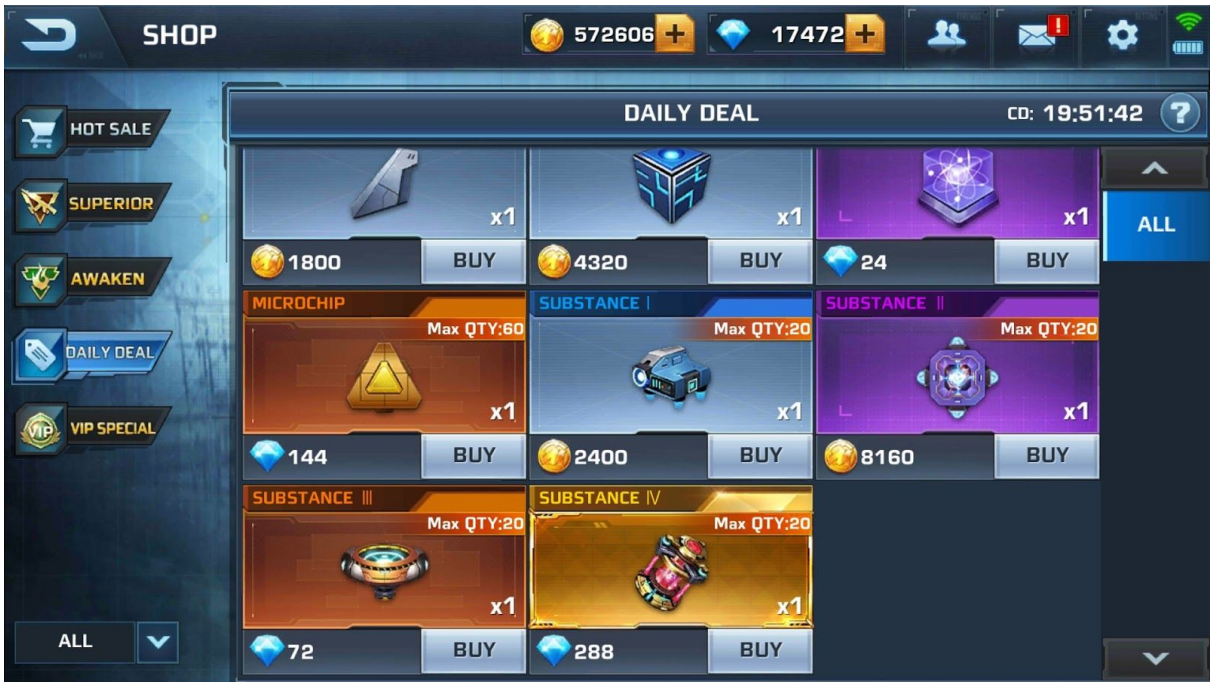 SHOP
572606
17472
DAILY DEAL
CD: 19:51:42
?
HOT SALE
SUPERIOR
AWAKEN
DAILY DEAL
VIP
VIP SPECIAL
ALL
ALL
x1
1800
BUY
x1
4320
BUY
x1
24
BUY
MICROCHIP
Max QTY:60
x1
144
BUY
SUBSTANCE I
Max QTY:20
x1
2400
BUY
SUBSTANCE II
Max QTY:20
x1
8160
BUY
SUBSTANCE III
Max QTY:20
x1
72
BUY
SUBSTANCE IV
Max QTY:20
x1
288
BUY